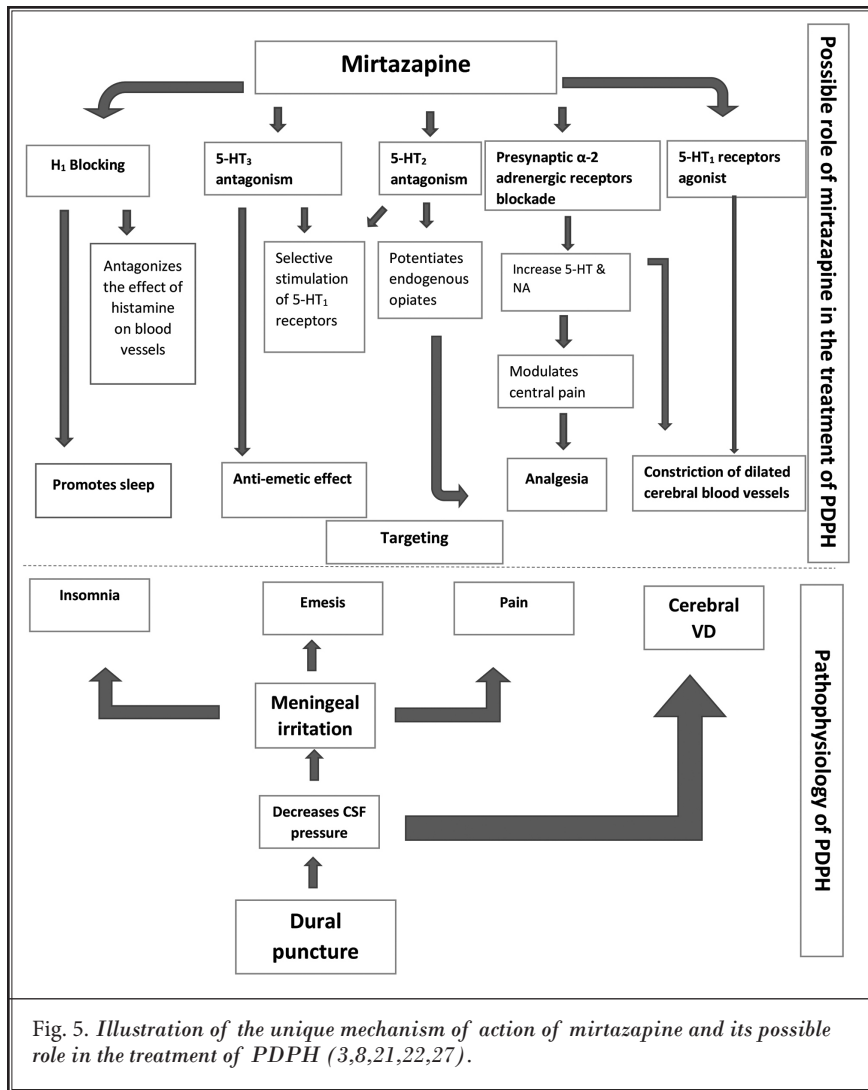 Mirtazapine
H₁ Blocking
5-HT₃
antagonism
5-HT₂
antagonism
Presynaptic α-2
adrenergic receptors
blockade
5-HT₁ receptors
agonist
Antagonizes
the effect of
histamine on
blood
vessels
Selective
stimulation
of 5-HT₁
receptors
Potentiates
endogenous
opiates
Increase 5-HT &
NA
Modulates
central pain
Promotes sleep
Anti-emetic effect
Analgesia
Constriction of dilated
cerebral blood vessels
Targeting
Possible role of mirtazapine in the treatment of PDPH
Insomnia
Emesis
Pain
Cerebral
VD
Meningeal
irritation
Decreases CSF
pressure
Dural
puncture
Pathophysiology of PDPH
Fig. 5. Illustration of the unique mechanism of action of mirtazapine and its possible
role in the treatment of PDPH (3,8,21,22,27).